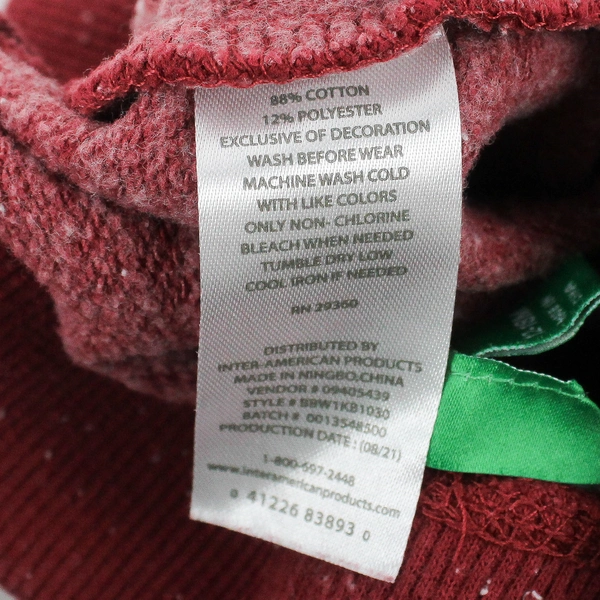 88% COTTON
12% POLYESTER
EXCLUSIVE OF DECORATION
WASH BEFORE WEAR
MACHINE WASH COLD
WITH LIKE COLORS
ONLY NON- CHLORINE
BLEACH WHEN NEEDED
TUMBLE DRY LOW
COOL IRON IF NEEDED
RN 29360
DISTRIBUTED BY
INTER-AMERICAN PRODUCTS
MADE IN NINGBO,CHINA
VENDOR # 09405439
STYLE # BBW1KB1030
BATCH # 0013548500
PRODUCTION DATE : (08/21)
1-800-697-2448
www.interamericanproducts.com
0 41226 83893 0